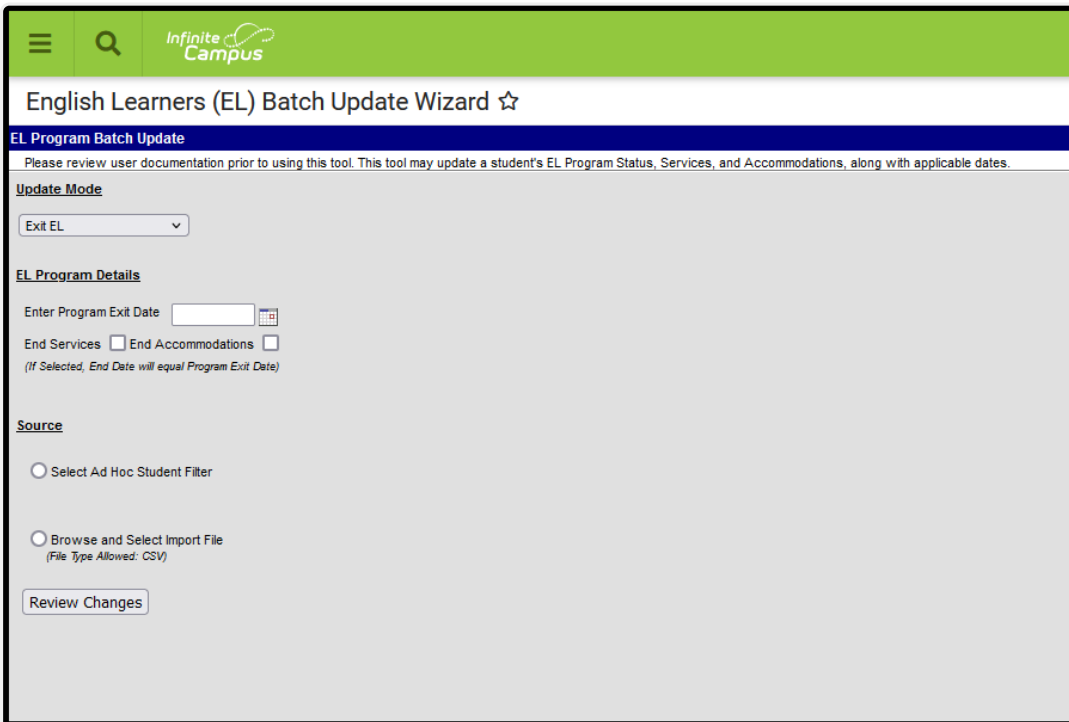 Infinite
Campus
English Learners (EL) Batch Update Wizard
EL Program Batch Update
Please review user documentation prior to using this tool. This tool may update a student's EL Program Status, Services, and Accommodations, along with applicable dates.
Update Mode
Exit EL
EL Program Details
Enter Program Exit Date
End Services End Accommodations
(If Selected, End Date will equal Program Exit Date)
Source
Select Ad Hoc Student Filter
Browse and Select Import File
(File Type Allowed: CSV)
Review Changes